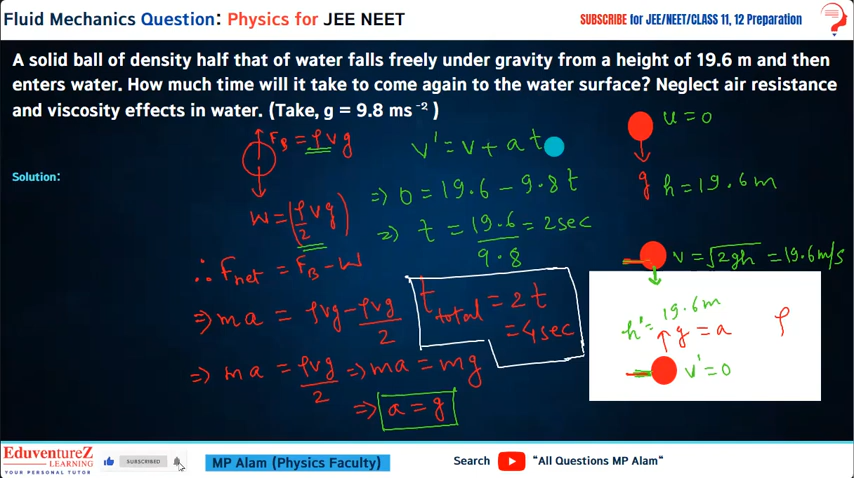 Fluid Mechanics Question: Physics for JEE NEET
SUBSCRIBE for JEE/NEET/CLASS 11, 12 Preparation
A solid ball of density half that of water falls freely under gravity from a height of 19.6 m and then
enters water. How much time will it take to come again to the water surface? Neglect air resistance
and viscosity effects in water. (Take, g = 9.8 ms⁻²)
Solution:
F_B = ρvg
W = (ρ/2 vg)
∴ F_net = F_B - W
⇒ ma = ρvg - ρvg/2
⇒ ma = ρvg/2 ⇒ ma = mg
⇒ a = g
v' = v + at
⇒ 0 = 19.6 - 9.8t
⇒ t = 19.6/9.8 = 2sec
t_total = 2t
= 4sec
u = 0
g h = 19.6m
v = √2gh = 19.6m/s
h' = 19.6m
↑g = a ρ
v' = 0
EduventureZ
LEARNING
YOUR PERSONAL TUTOR
SUBSCRIBED
MP Alam (Physics Faculty)
Search "All Questions MP Alam"